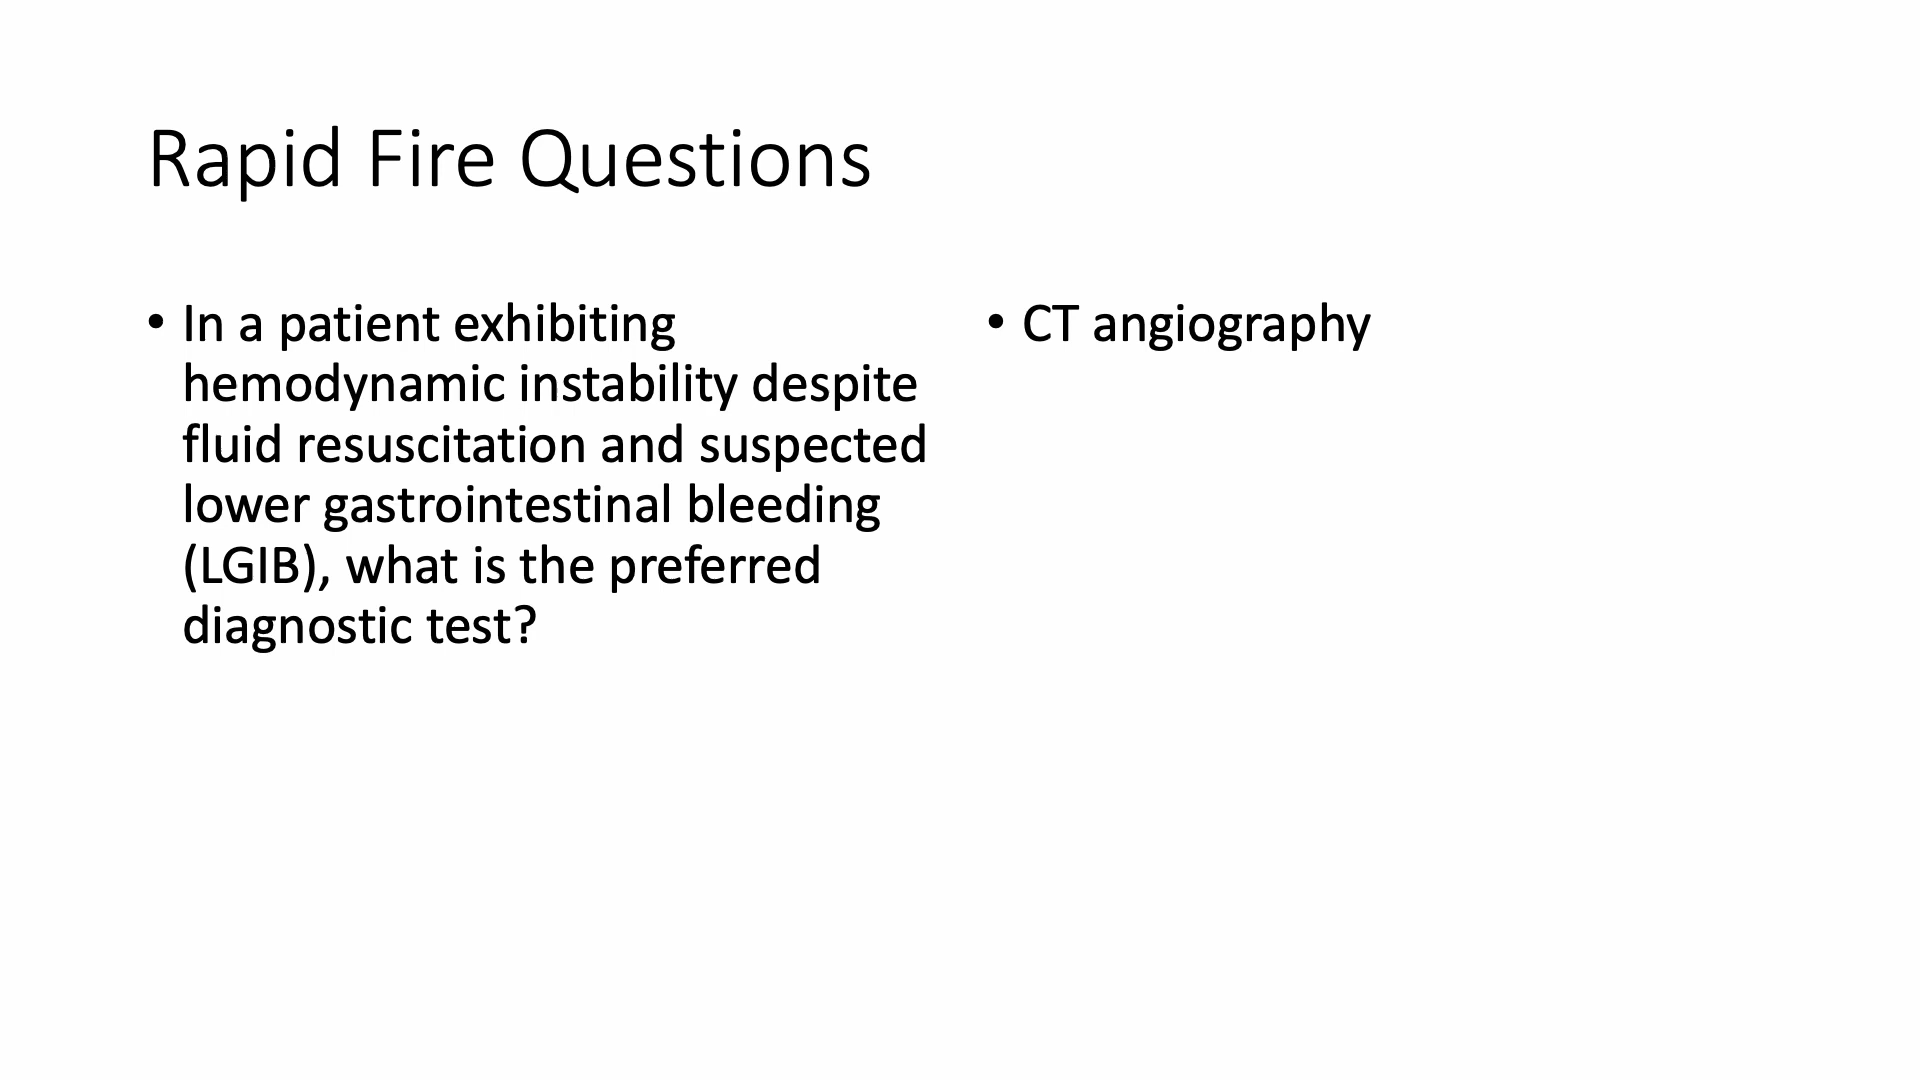 Rapid Fire Questions
• In a patient exhibiting
hemodynamic instability despite
fluid resuscitation and suspected
lower gastrointestinal bleeding
(LGIB), what is the preferred
diagnostic test?
• CT angiography